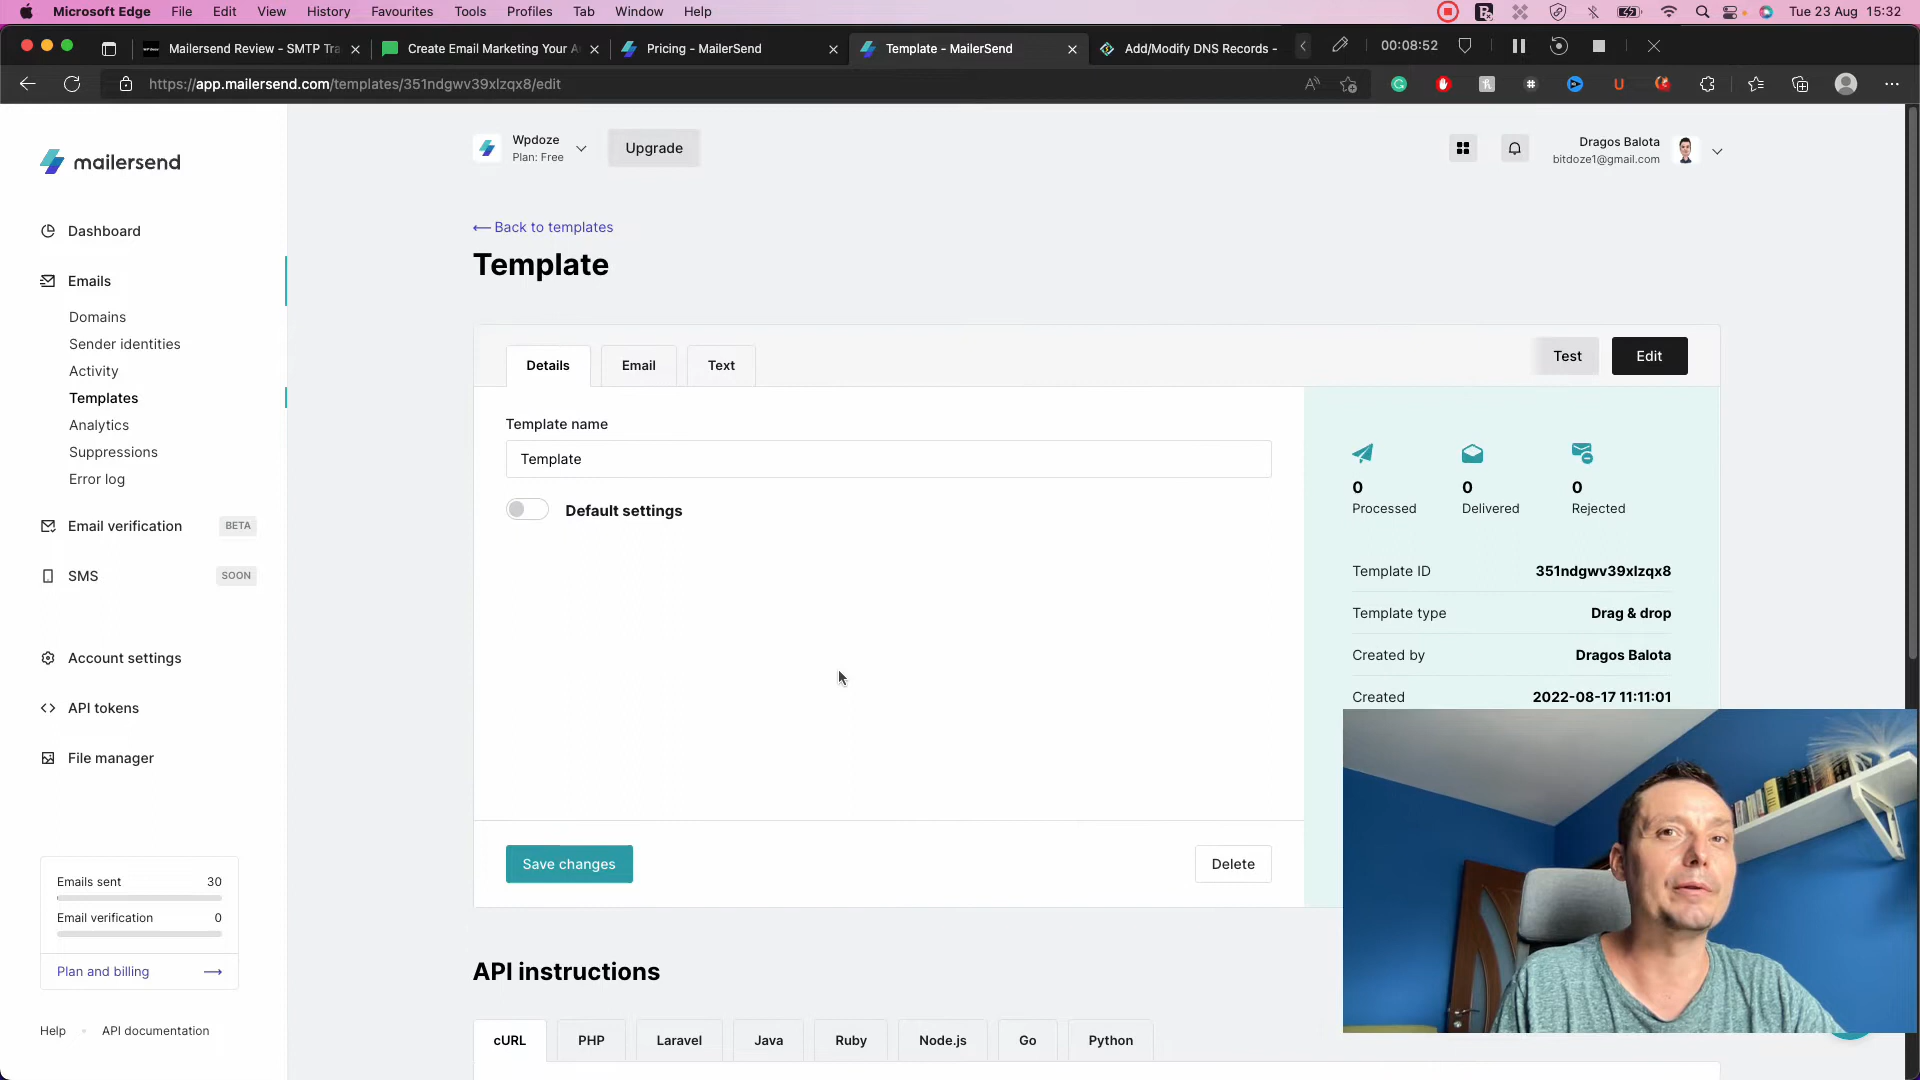 Microsoft Edge File Edit View History Favourites Tools Profiles Tab Window Help Tue 23 Aug 15:32
Mailersend Review - SMTP Tra
Create Email Marketing Your A
Pricing - MailerSend
Template - MailerSend
Add/Modify DNS Records -
00:08:52
https://app.mailersend.com/templates/351ndgwv39xlzqx8/edit
mailersend
Wpdoze
Plan: Free
Upgrade
Dragos Balota
bitdoze1@gmail.com
Dashboard
Emails
Domains
Sender identities
Activity
Templates
Analytics
Suppressions
Error log
Email verification BETA
SMS SOON
Account settings
API tokens
File manager
Emails sent 30
Email verification 0
Plan and billing
Help API documentation
Back to templates
Template
Details Email Text
Test Edit
Template name
Template
Default settings
0 0 0
Processed Delivered Rejected
Template ID 351ndgwv39xlzqx8
Template type Drag & drop
Created by Dragos Balota
Created 2022-08-17 11:11:01
Save changes
Delete
API instructions
cURL PHP Laravel Java Ruby Node.js Go Python